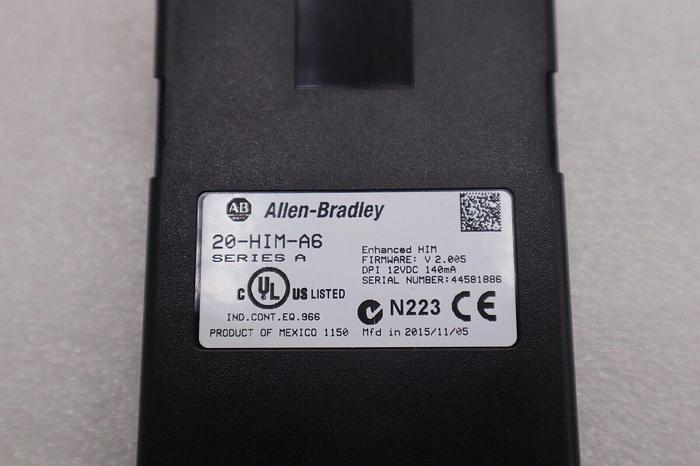 AB Allen-Bradley
20-HIM-A6
SERIES A
Enhanced HIM
FIRMWARE: V 2.005
DPI 12VDC 140mA
SERIAL NUMBER:44581886
C UL US LISTED
IND.CONT.EQ.966
N223 CE
PRODUCT OF MEXICO 1150 Mfd in 2015/11/05